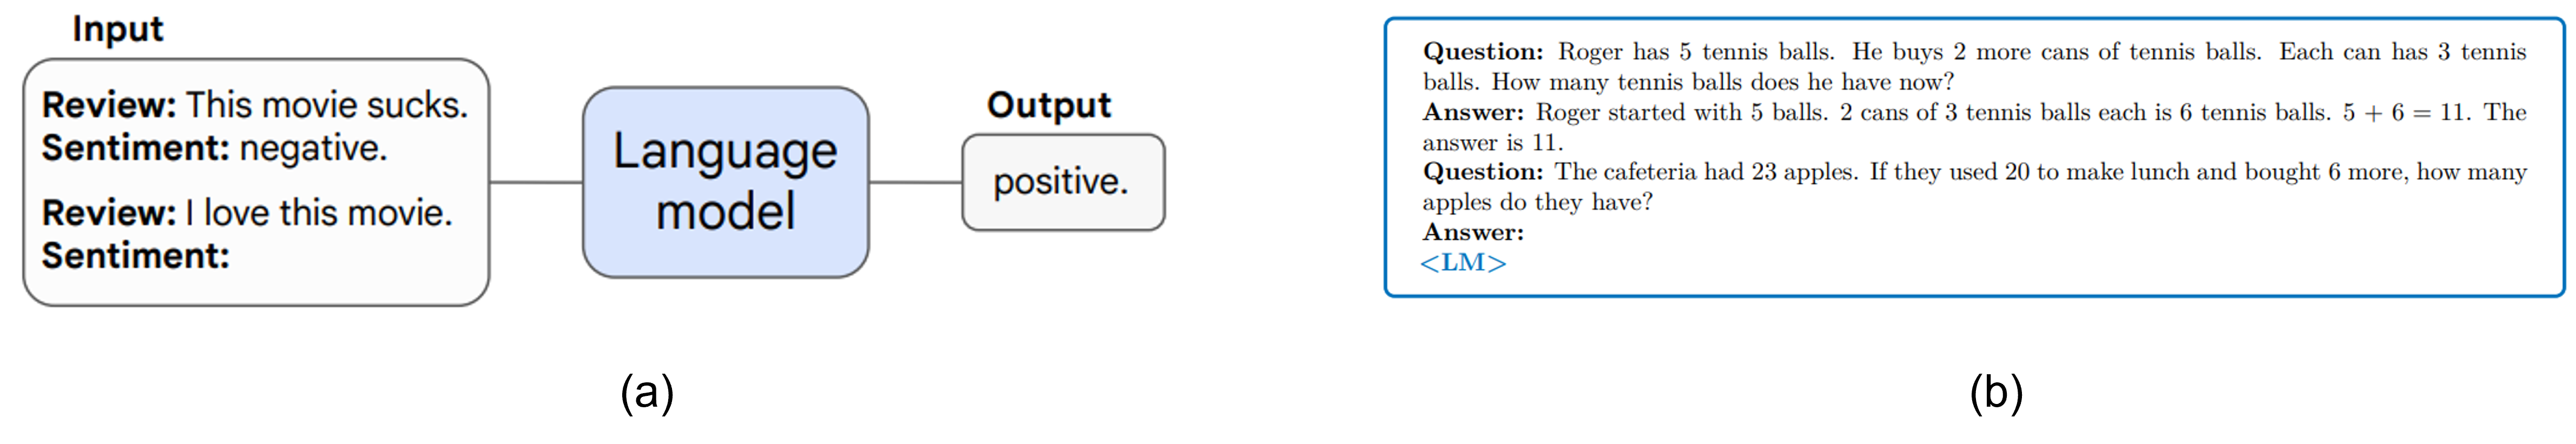 Input
Review: This movie sucks.
Sentiment: negative.
Review: I love this movie.
Sentiment:
Language
model
Output
positive.
(a)
Question: Roger has 5 tennis balls. He buys 2 more cans of tennis balls. Each can has 3 tennis
balls. How many tennis balls does he have now?
Answer: Roger started with 5 balls. 2 cans of 3 tennis balls each is 6 tennis balls. 5 + 6 = 11. The
answer is 11.
Question: The cafeteria had 23 apples. If they used 20 to make lunch and bought 6 more, how many
apples do they have?
Answer:
<LM>
(b)